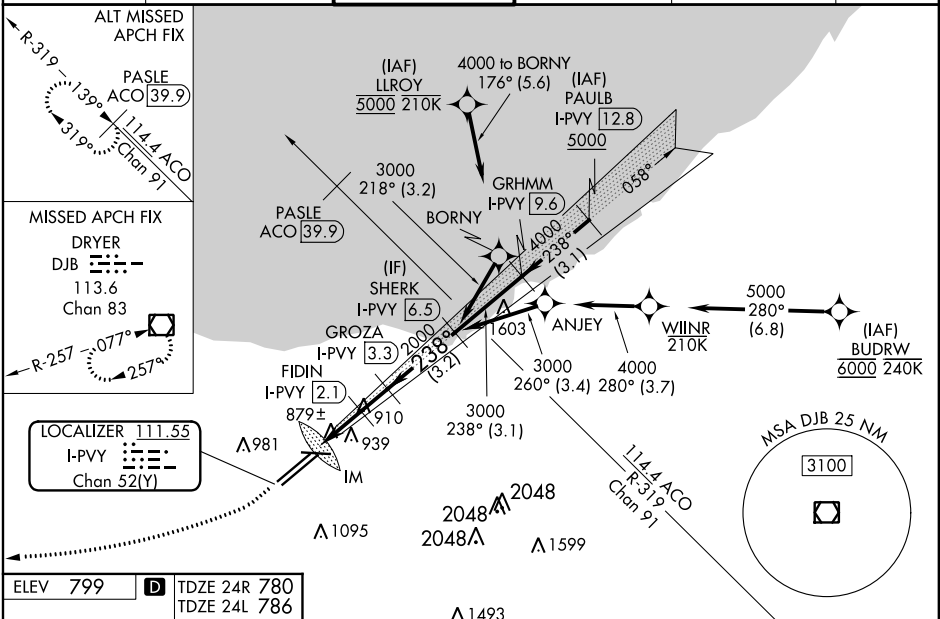 ALT MISSED
APCH FIX
R-319
139°
319°
PASLE
ACO 39.9
114.4 ACO
Chan 91
MISSED APCH FIX
DRYER
DJB
113.6
Chan 83
R-257
077°
257°
LOCALIZER 111.55
I-PVY
Chan 52(Y)
(IAF)
LLROY
5000 210K
4000 to BORNY
176° (5.6)
(IAF)
PAULB
I-PVY 12.8
5000
058°
3000
218° (3.2)
GRHMM
I-PVY 9.6
BORNY
4000
238°
(3.1)
PASLE
ACO 39.9
(IF)
SHERK
I-PVY 6.5
1603
ANJEY
WIINR
210K
5000
280°
(6.8)
(IAF)
BUDRW
6000 240K
GROZA
I-PVY 3.3
2000
238°
(3.2)
3000
260° (3.4)
4000
280° (3.7)
FIDIN
I-PVY 2.1
3000
238° (3.1)
879±
910
939
981
IM
114.4 ACO
R-319
Chan 91
MSA DJB 25 NM
3100
2048
2048
2048
1095
1599
1493
ELEV 799
D
TDZE 24R 780
TDZE 24L 786